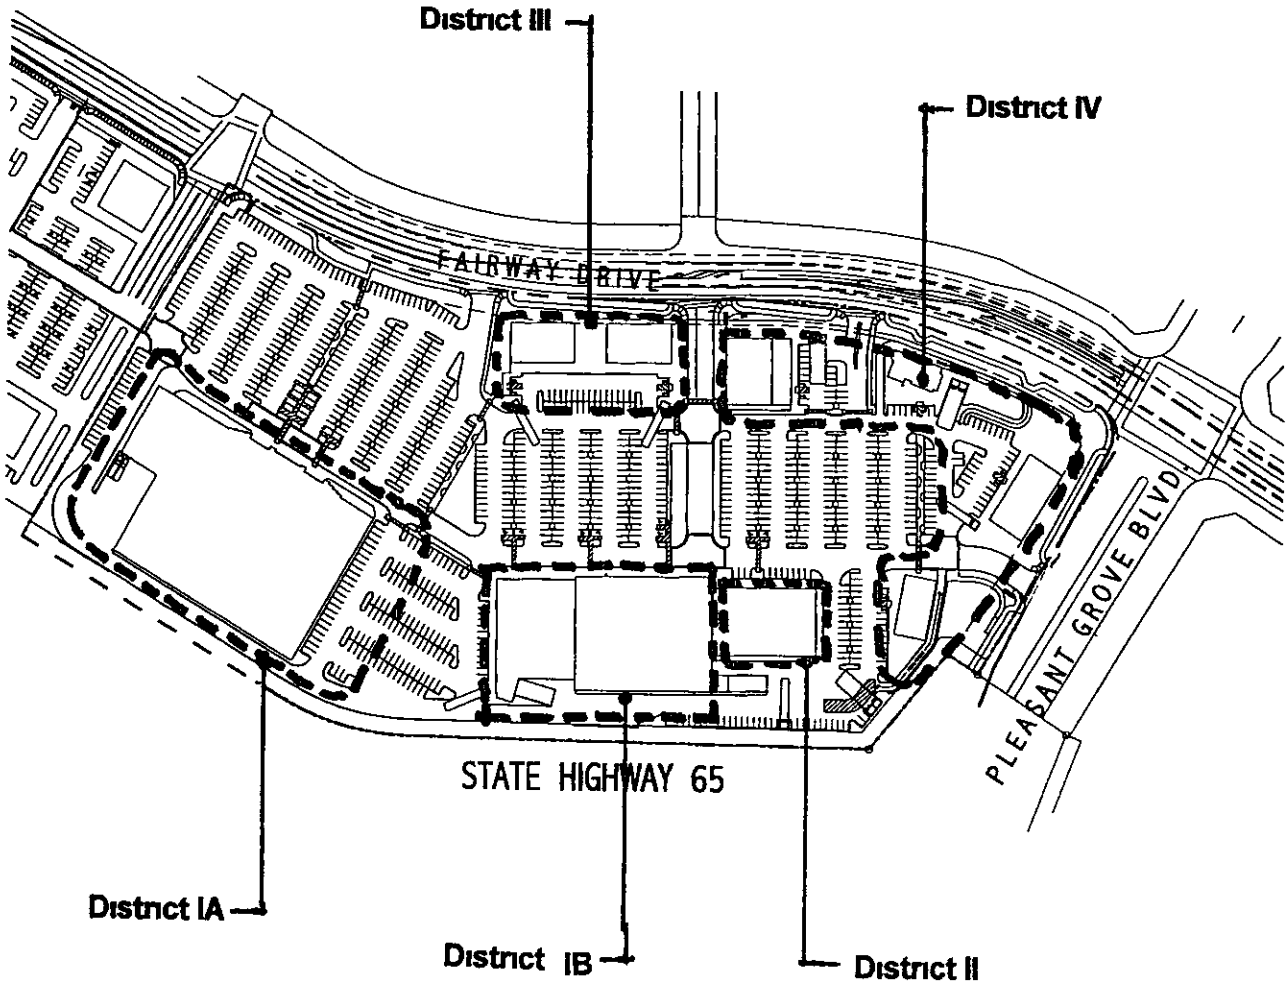 District III
District IV
FAIRWAY DRIVE
PLEASANT GROVE BLVD
STATE HIGHWAY 65
District IA
District IB
District II